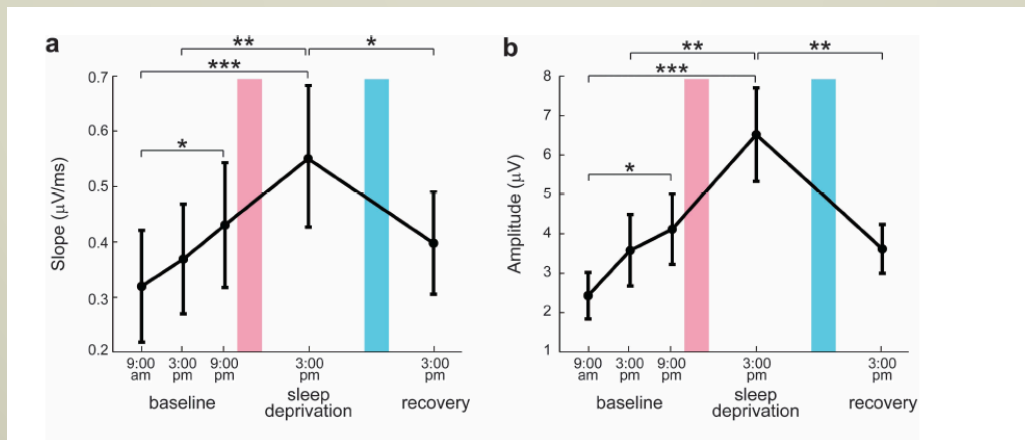 a
** *
***
*
0.7
0.6
0.5
0.4
0.3
0.2
Slope (μV/ms)
9:00 3:00 9:00 3:00 3:00
am pm pm pm pm
baseline sleep deprivation recovery
b
** **
***
*
8
7
6
5
4
3
2
1
Amplitude (μV)
9:00 3:00 9:00 3:00 3:00
am pm pm pm pm
baseline sleep deprivation recovery